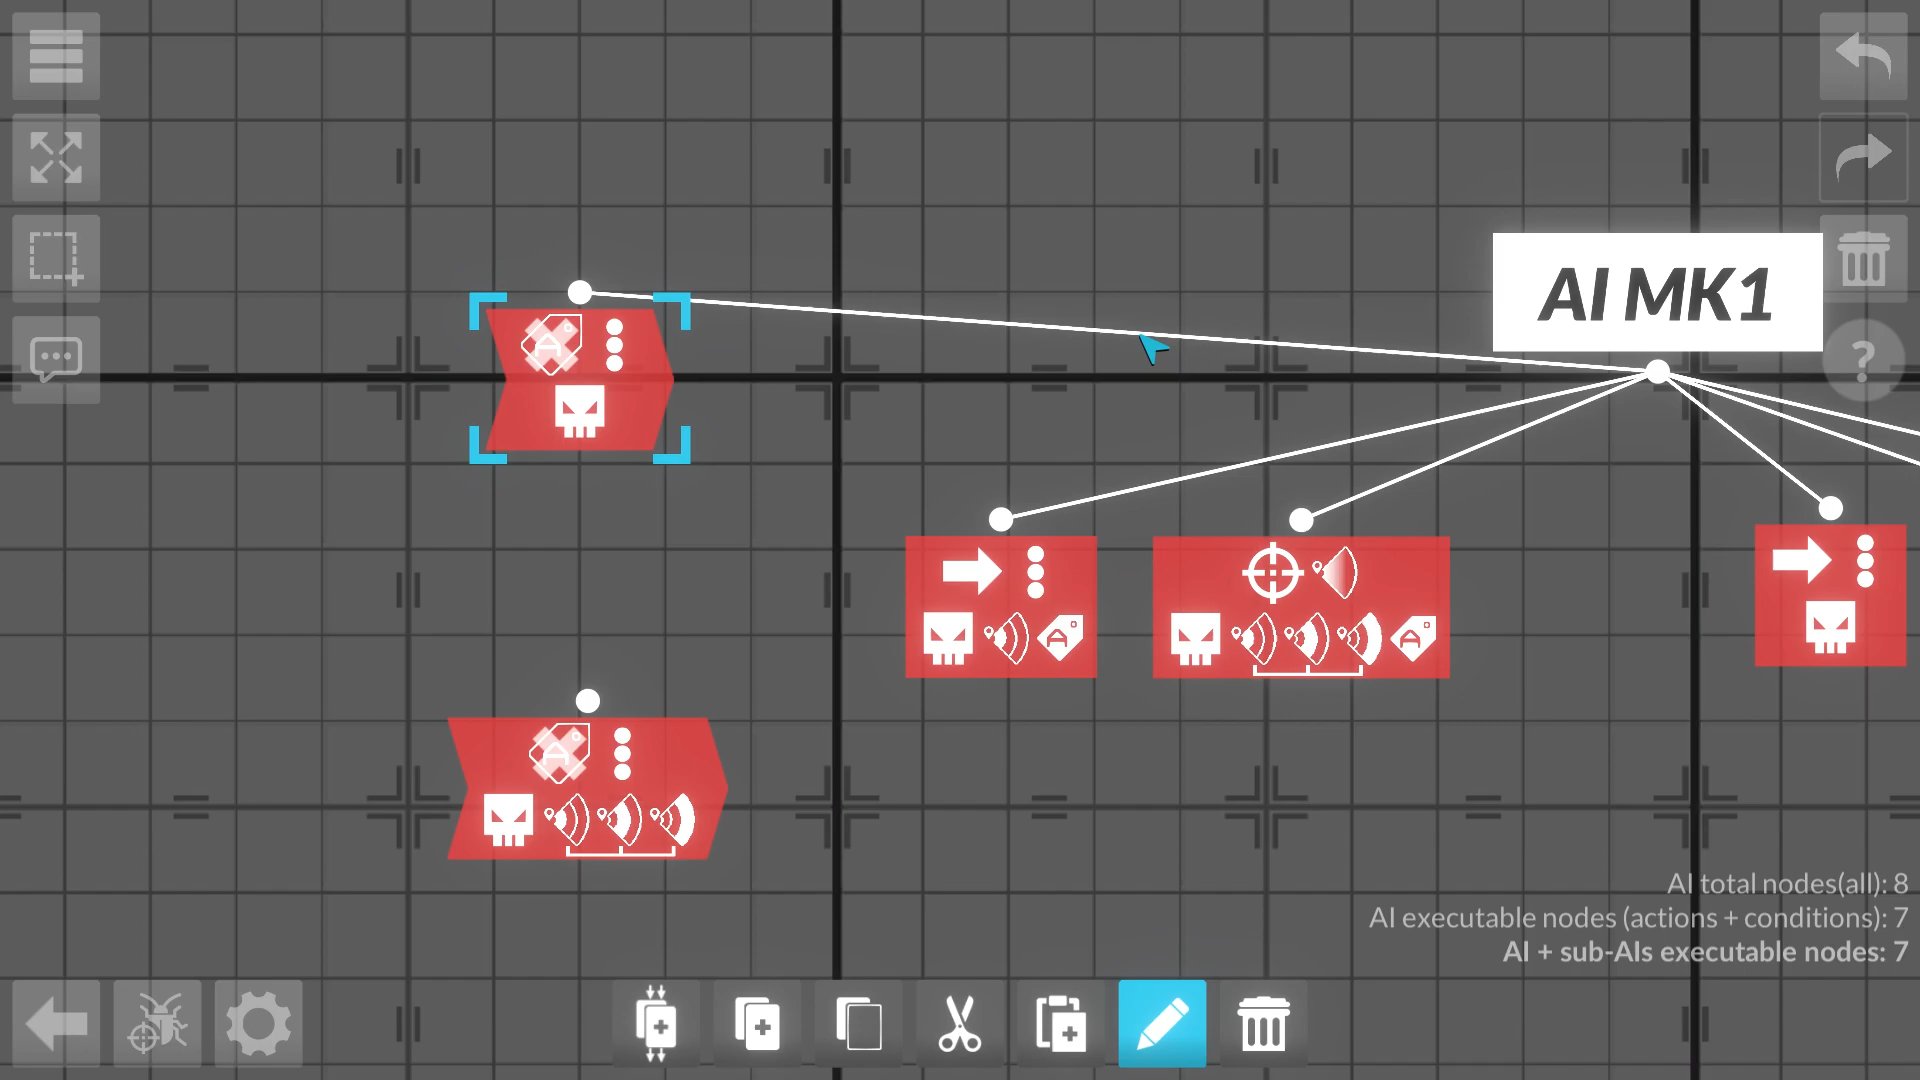 AI MK1
?
AI total nodes(all): 8
AI executable nodes (actions + conditions): 7
AI + sub-AIs executable nodes: 7